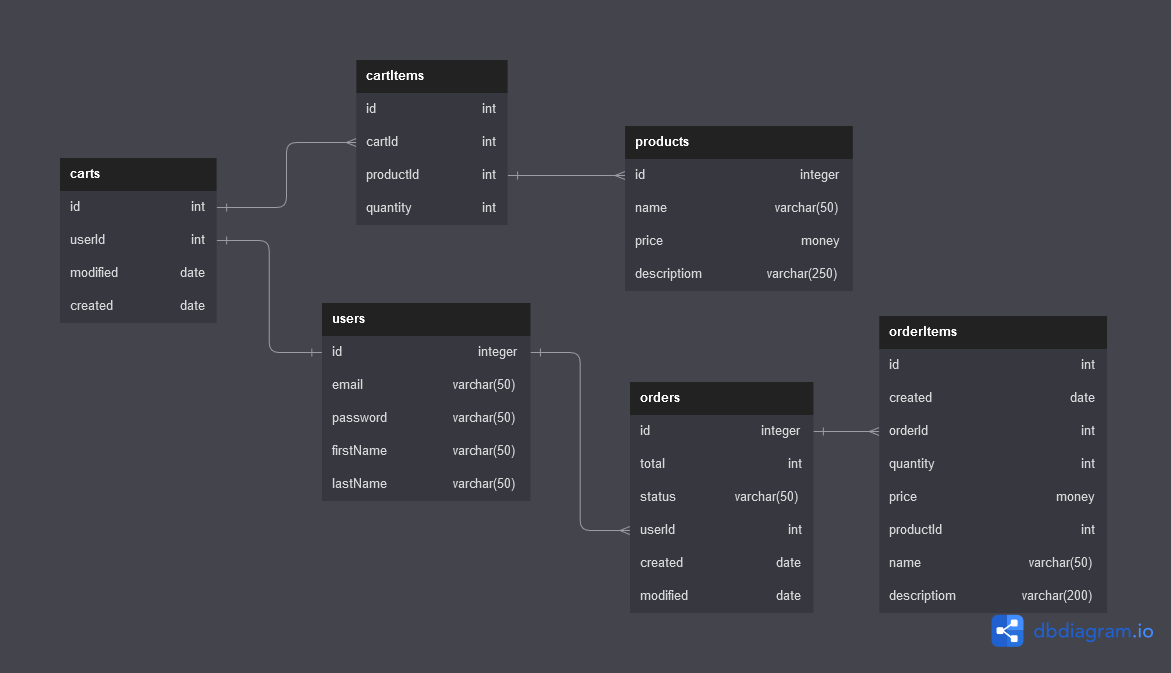 cartItems
id int
cartId int
productId int
quantity int
products
id integer
name varchar(50)
price money
descriptiom varchar(250)
carts
id int
userId int
modified date
created date
users
id integer
email varchar(50)
password varchar(50)
firstName varchar(50)
lastName varchar(50)
orders
id integer
total int
status varchar(50)
userId int
created date
modified date
orderItems
id int
created date
orderId int
quantity int
price money
productId int
name varchar(50)
descriptiom varchar(200)
dbdiagram.io